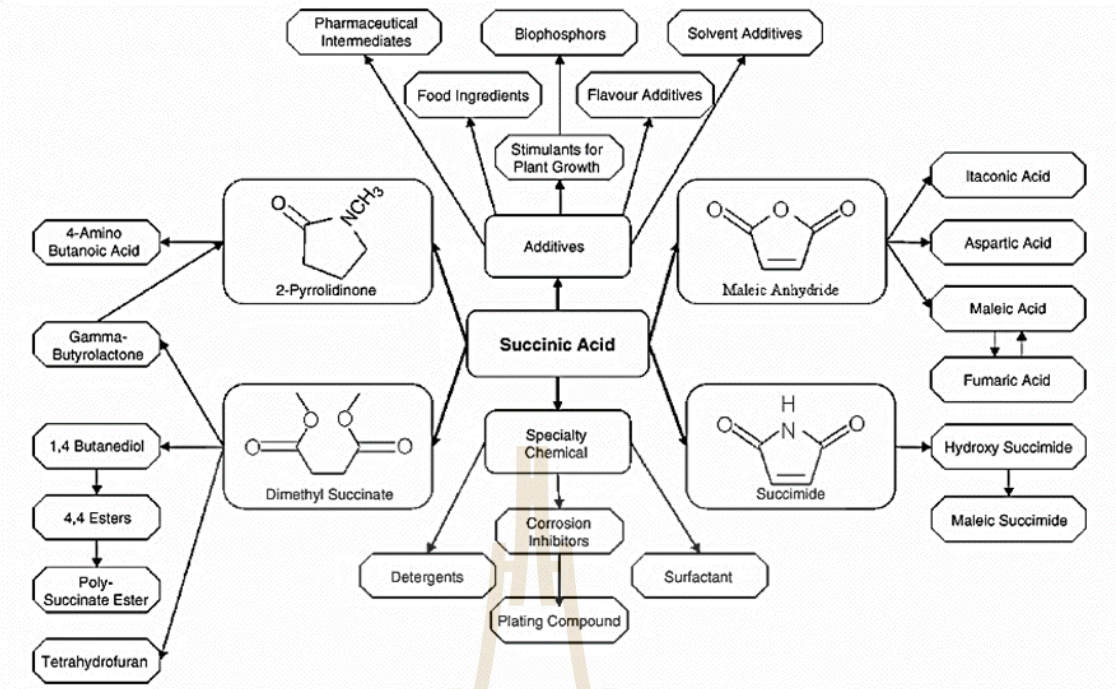 Pharmaceutical
Intermediates
Biophosphors
Solvent Additives
Food Ingredients
Flavour Additives
Stimulants for
Plant Growth
Additives
O
NCH3
2-Pyrrolidinone
O
O
O
Maleic Anhydride
4-Amino
Butanoic Acid
Gamma-
Butyrolactone
Itaconic Acid
Aspartic Acid
Maleic Acid
Fumaric Acid
Succinic Acid
O
O
O
O
Dimethyl Succinate
1,4 Butanediol
4,4 Esters
Poly-
Succinate Ester
Tetrahydrofuran
Specialty
Chemical
Corrosion
Inhibitors
Detergents
Surfactant
Plating Compound
O
H
N
O
Succimide
Hydroxy Succimide
Maleic Succimide